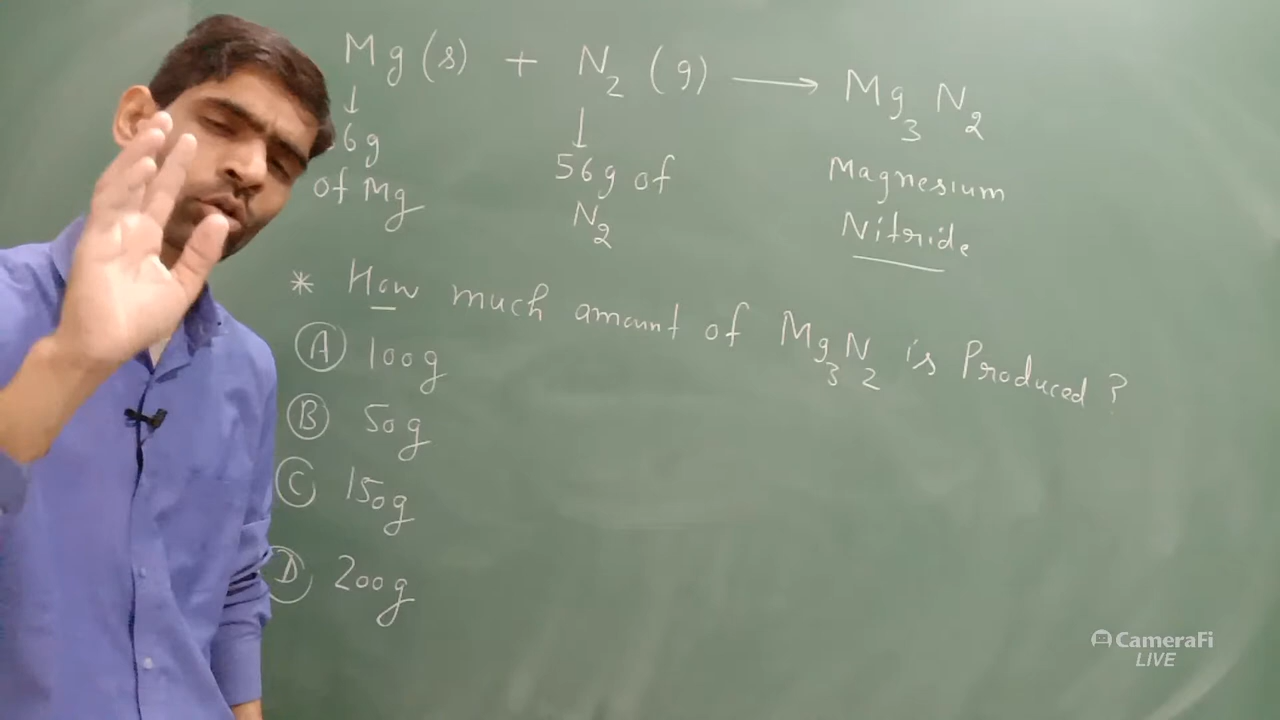 Mg (s) + N2 (g) → Mg3 N2
↓ ↓
6g 56g of Magnesium
of Mg N2 Nitride
* How much amount of Mg3N2 is Produced ?
(A) 100g
(B) 50g
(C) 150g
(D) 200g
CameraFi
LIVE